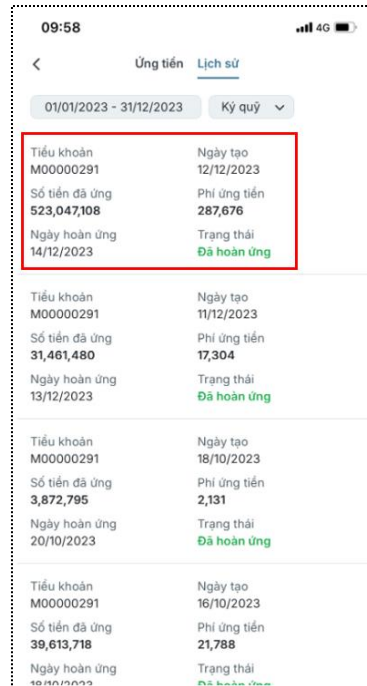 09:58 4G
Ứng tiền Lịch sử
01/01/2023 - 31/12/2023 Ký quỹ
Tiểu khoản Ngày tạo
M00000291 12/12/2023
Số tiền đã ứng Phí ứng tiền
523,047,108 287,676
Ngày hoàn ứng Trạng thái
14/12/2023 Đã hoàn ứng
Tiểu khoản Ngày tạo
M00000291 11/12/2023
Số tiền đã ứng Phí ứng tiền
31,461,480 17,304
Ngày hoàn ứng Trạng thái
13/12/2023 Đã hoàn ứng
Tiểu khoản Ngày tạo
M00000291 18/10/2023
Số tiền đã ứng Phí ứng tiền
3,872,795 2,131
Ngày hoàn ứng Trạng thái
20/10/2023 Đã hoàn ứng
Tiểu khoản Ngày tạo
M00000291 16/10/2023
Số tiền đã ứng Phí ứng tiền
39,613,718 21,788
Ngày hoàn ứng Trạng thái
18/10/2023 Đã hoàn ứng